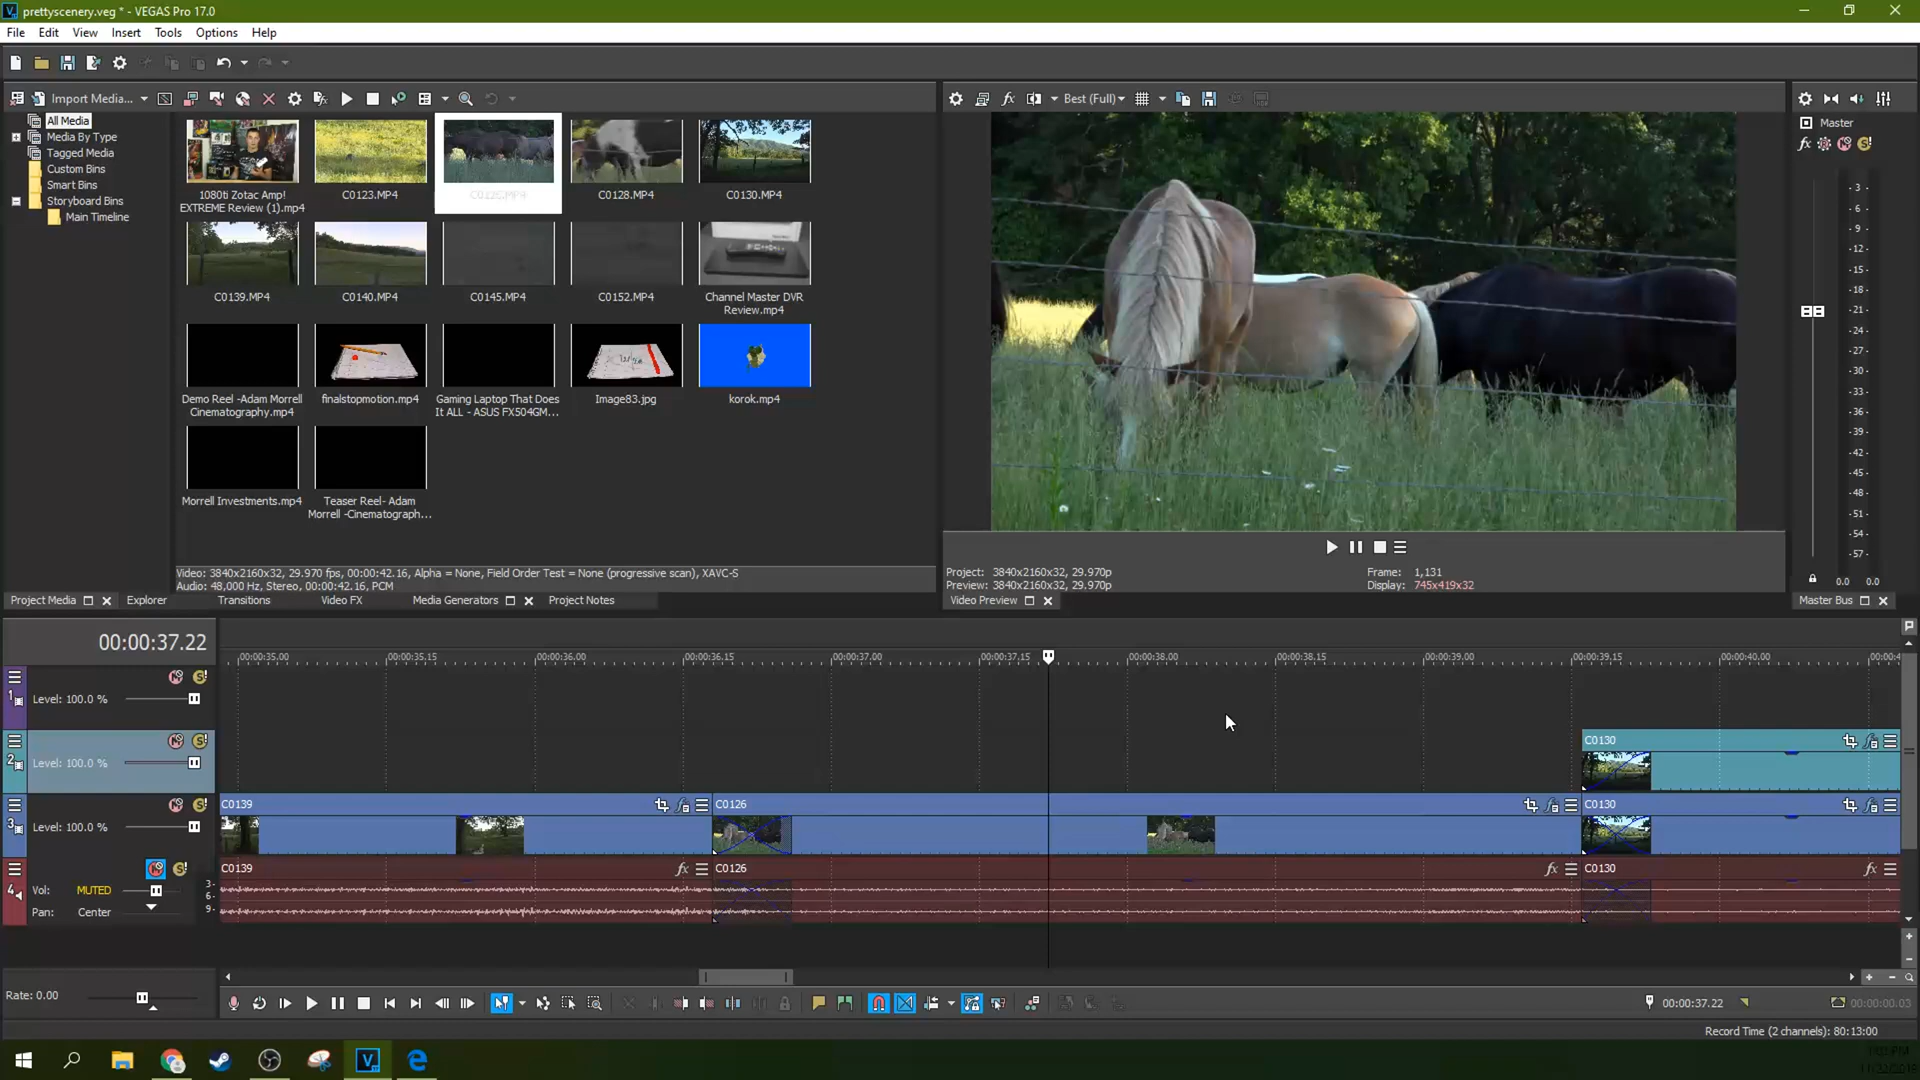 prettyscenery.veg * - VEGAS Pro 17.0
File Edit View Insert Tools Options Help
Import Media...
All Media
Media By Type
Tagged Media
Custom Bins
Smart Bins
Storyboard Bins
Main Timeline
1080ti Zotac Amp!
EXTREME Review (1).mp4
C0123.MP4
C0128.MP4
C0130.MP4
C0139.MP4
C0140.MP4
C0145.MP4
C0152.MP4
Channel Master DVR
Review.mp4
Demo Reel -Adam Morrell
Cinematography.mp4
finalstopmotion.mp4
Gaming Laptop That Does
It ALL - ASUS FX504GM...
Image83.jpg
korok.mp4
Morrell Investments.mp4
Teaser Reel- Adam
Morrell -Cinematograph...
Video: 3840x2160x32, 29.970 fps, 00:00:42.16, Alpha = None, Field Order Test = None (progressive scan), XAVC-S
Audio: 48,000 Hz, Stereo, 00:00:42.16, PCM
Project Media Explorer Transitions Video FX Media Generators Project Notes
Best (Full)
Project: 3840x2160x32, 29.970p
Preview: 3840x2160x32, 29.970p
Frame: 1,131
Display: 745x419x32
Video Preview
Master
fx
- 3 -
- 6 -
- 9 -
- 12 -
- 15 -
- 18 -
- 21 -
- 24 -
- 27 -
- 30 -
- 33 -
- 36 -
- 39 -
- 42 -
- 45 -
- 48 -
- 51 -
- 54 -
- 57 -
0.0 0.0
Master Bus
00:00:37.22
00:00:35.00 00:00:35.15 00:00:36.00 00:00:36.15 00:00:37.00 00:00:37.15 00:00:38.00 00:00:38.15 00:00:39.00 00:00:39.15 00:00:40.00
1 Level: 100.0 %
2 Level: 100.0 %
C0130
3 Level: 100.0 %
C0139 C0126 C0130
4 Vol: MUTED
Pan: Center
3-
6-
9-
C0139 fx C0126 fx C0130 fx
Rate: 0.00
00:00:37.22
00:00:00.03
Record Time (2 channels): 80:13:00